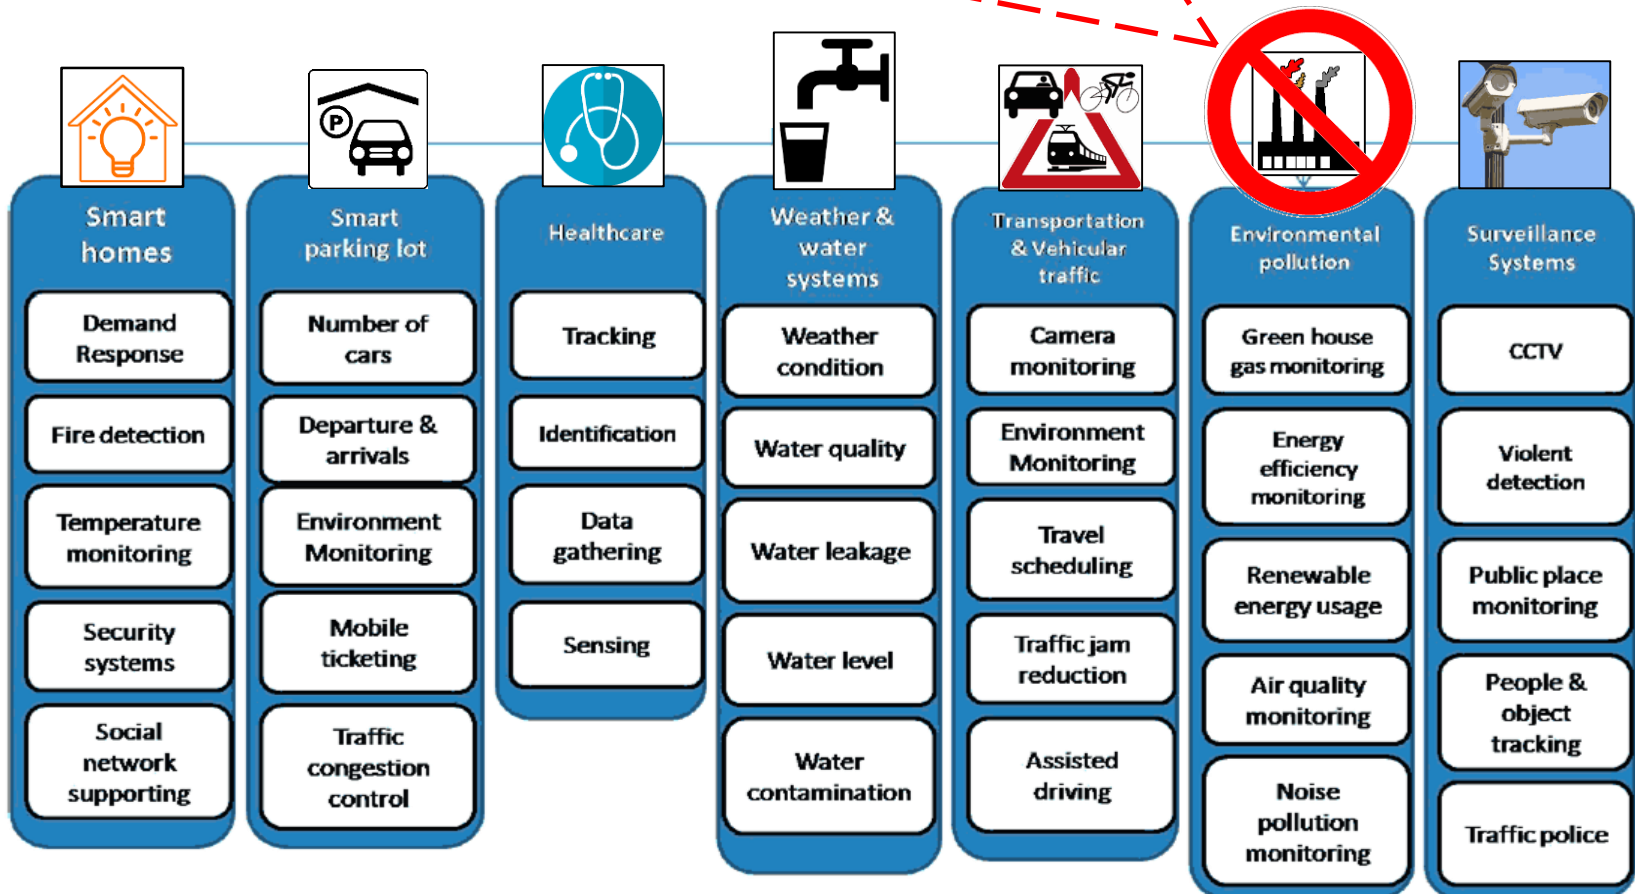 P
Smart
homes
Demand
Response
Fire detection
Temperature
monitoring
Security
systems
Social
network
supporting
Smart
parking lot
Number of
cars
Departure &
arrivals
Environment
Monitoring
Mobile
ticketing
Traffic
congestion
control
Healthcare
Tracking
Identification
Data
gathering
Sensing
Weather &
water
systems
Weather
condition
Water quality
Water leakage
Water level
Water
contamination
Transportation
& Vehicular
traffic
Camera
monitoring
Environment
Monitoring
Travel
scheduling
Traffic jam
reduction
Assisted
driving
Environmental
pollution
Green house
gas monitoring
Energy
efficiency
monitoring
Renewable
energy usage
Air quality
monitoring
Noise
pollution
monitoring
Surveillance
Systems
CCTV
Violent
detection
Public place
monitoring
People &
object
tracking
Traffic police